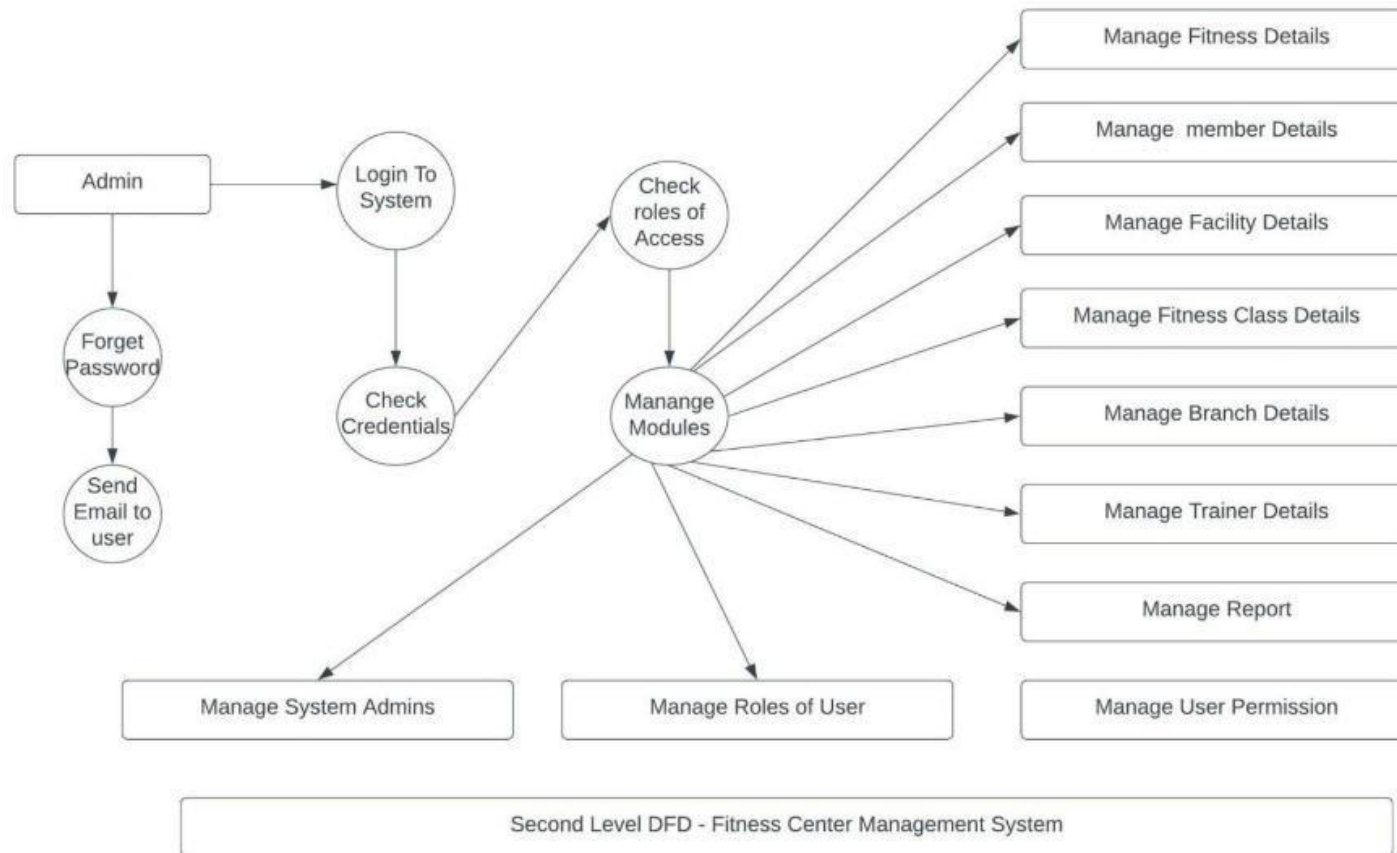 Manage Fitness Details
Manage member Details
Admin
Login To
System
Check
roles of
Access
Manage Facility Details
Manage Fitness Class Details
Forget
Password
Check
Credentials
Manange
Modules
Manage Branch Details
Send
Email to
user
Manage Trainer Details
Manage Report
Manage System Admins
Manage Roles of User
Manage User Permission
Second Level DFD - Fitness Center Management System